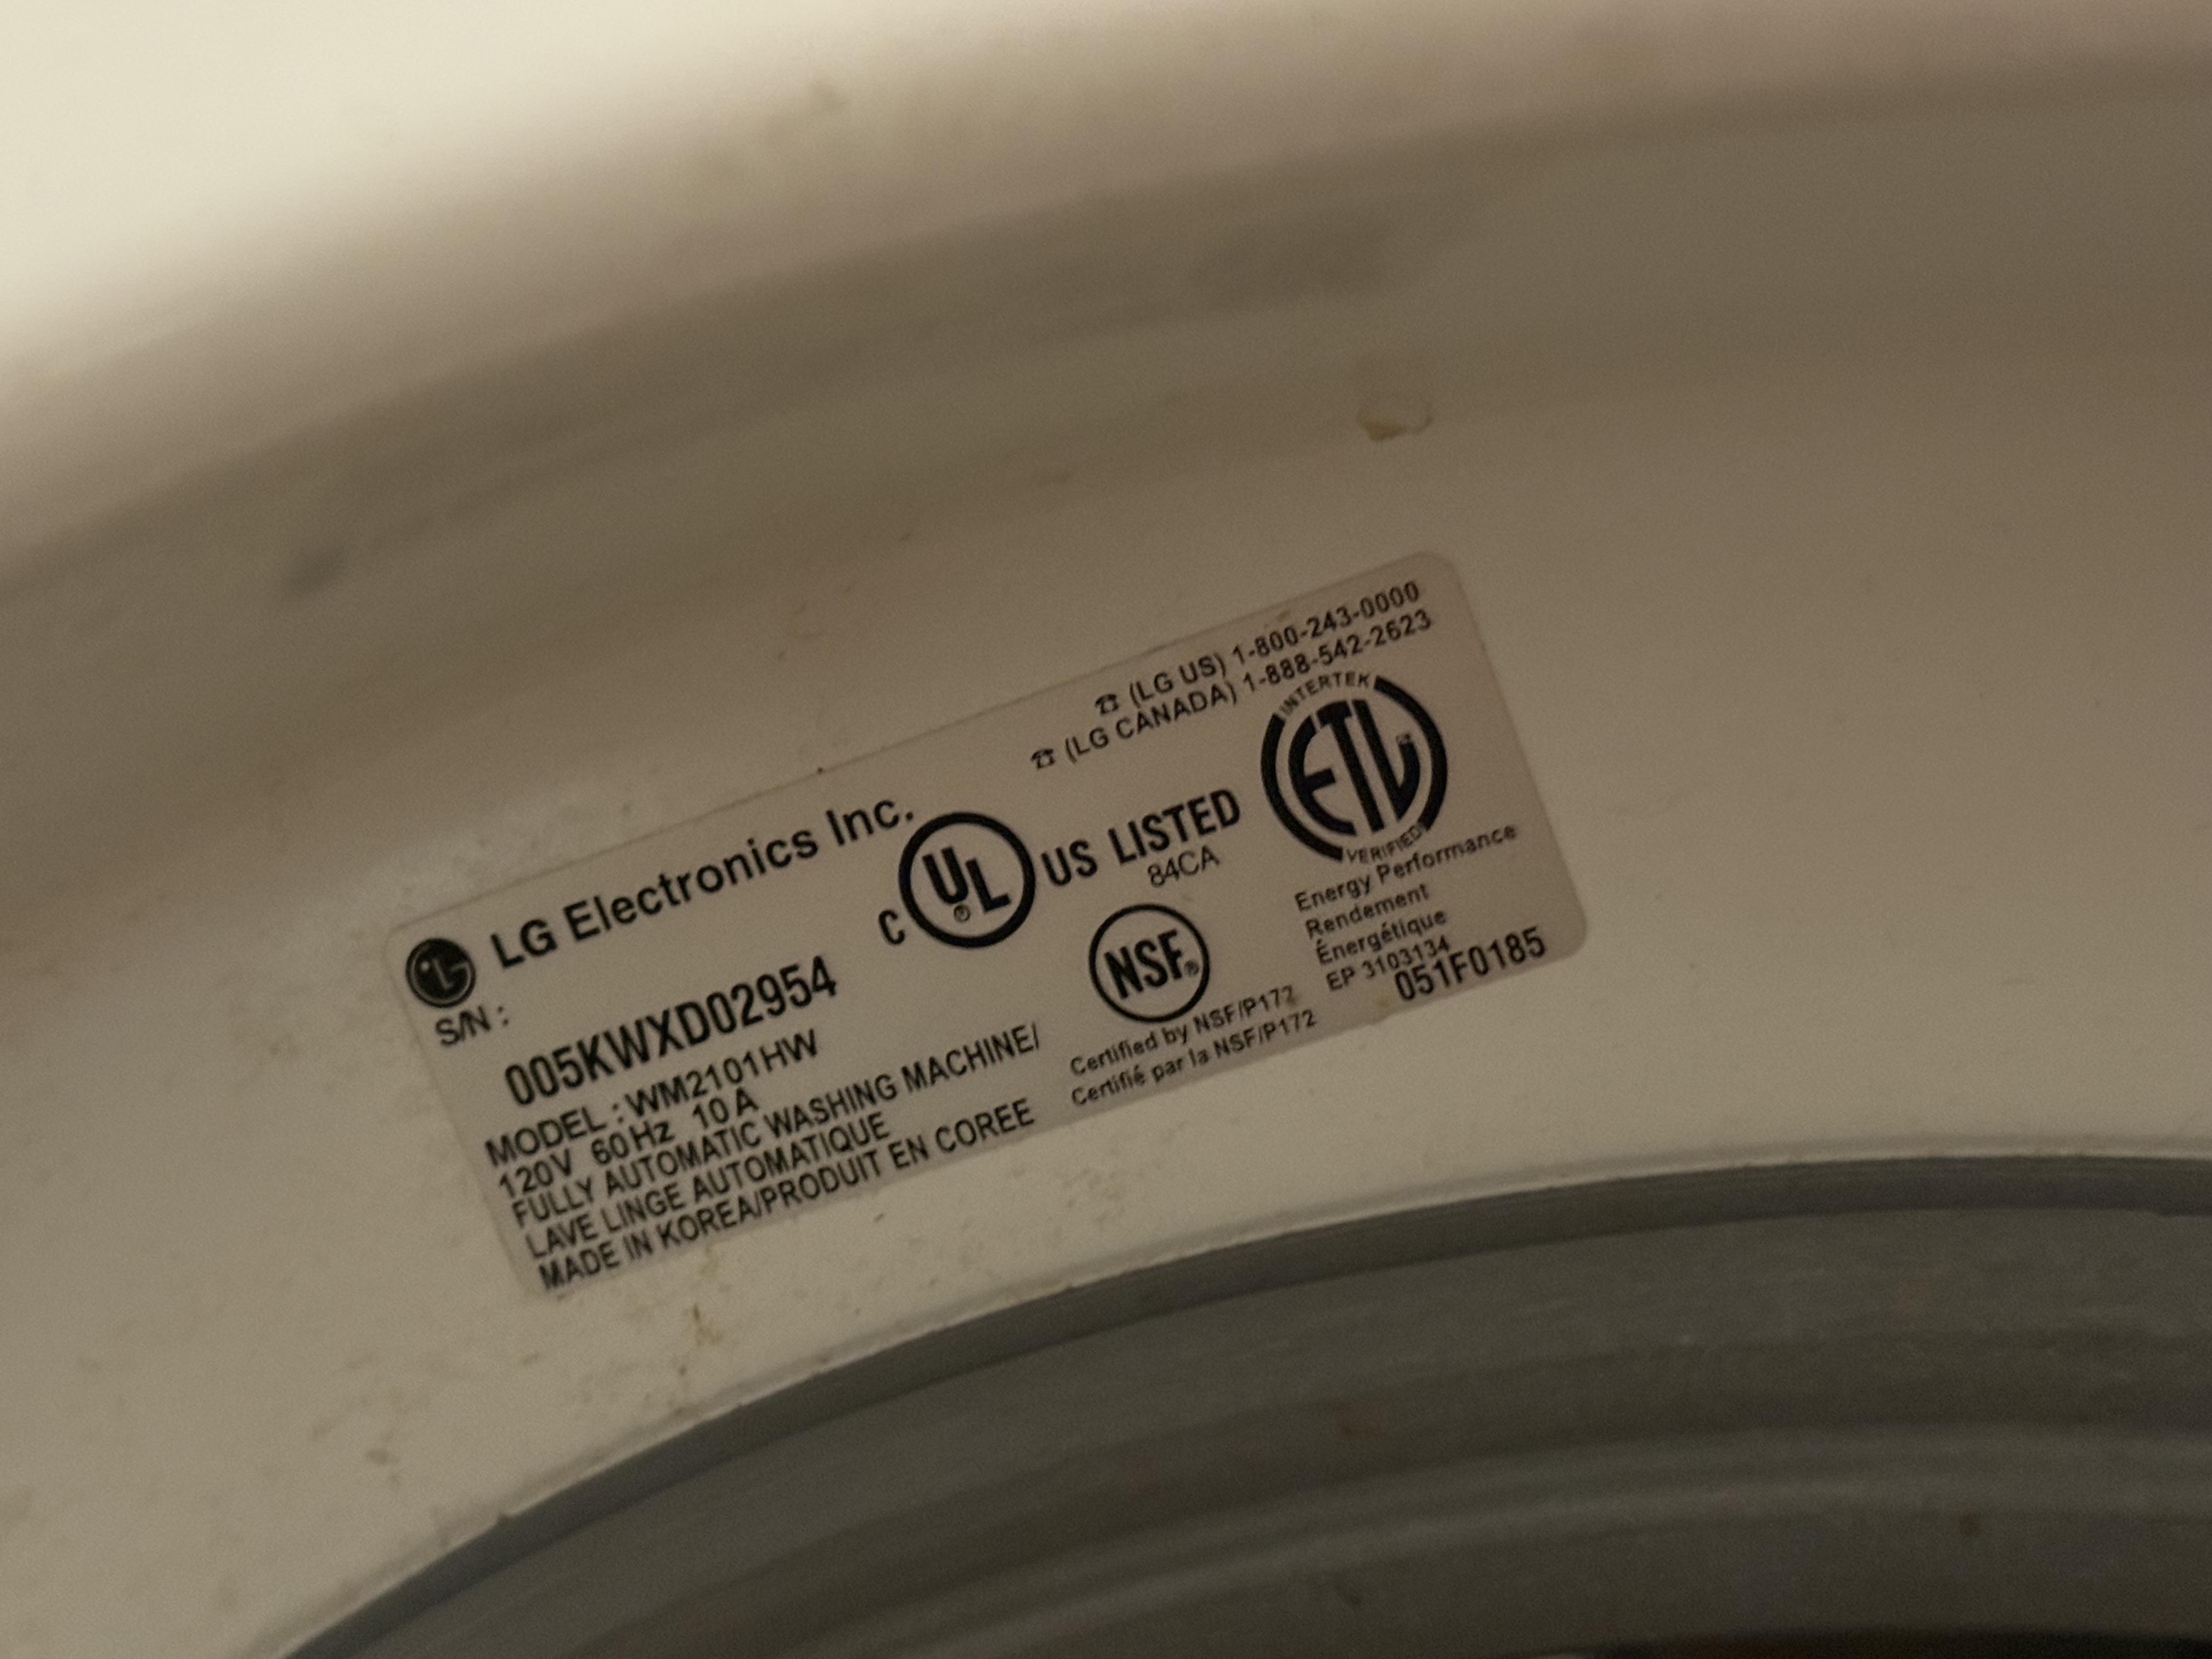 LG Electronics Inc.
☎ (LG US) 1-800-243-0000
☎ (LG CANADA) 1-888-542-2623
S/N :
005KWXD02954
MODEL : WM2101HW
120V 60Hz 10A
FULLY AUTOMATIC WASHING MACHINE/
LAVE LINGE AUTOMATIQUE
MADE IN KOREA/PRODUIT EN COREE
C UL® US LISTED
84CA
NSF®
Certified by NSF/P172
Certifié par la NSF/P172
INTERTEK
ETL
VERIFIED
Energy Performance
Rendement
Énergétique
EP 3103134
051F0185